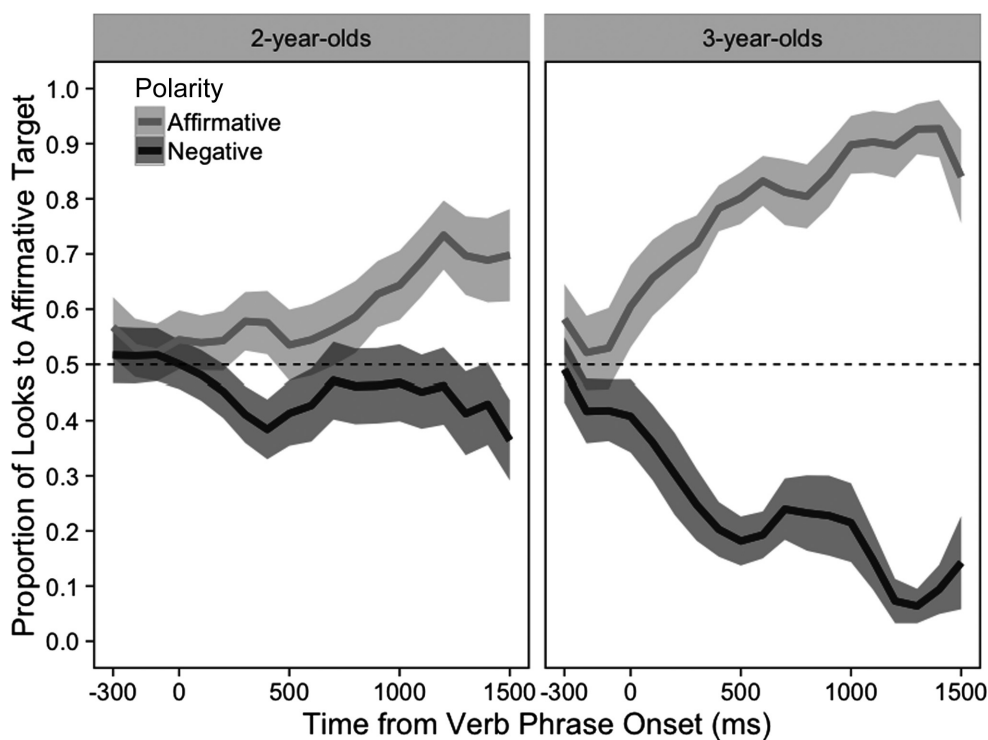 2-year-olds
3-year-olds
Polarity
Affirmative
Negative
Proportion of Looks to Affirmative Target
1.0
0.9
0.8
0.7
0.6
0.5
0.4
0.3
0.2
0.1
0.0
-300 0 500 1000 1500
-300 0 500 1000 1500
Time from Verb Phrase Onset (ms)